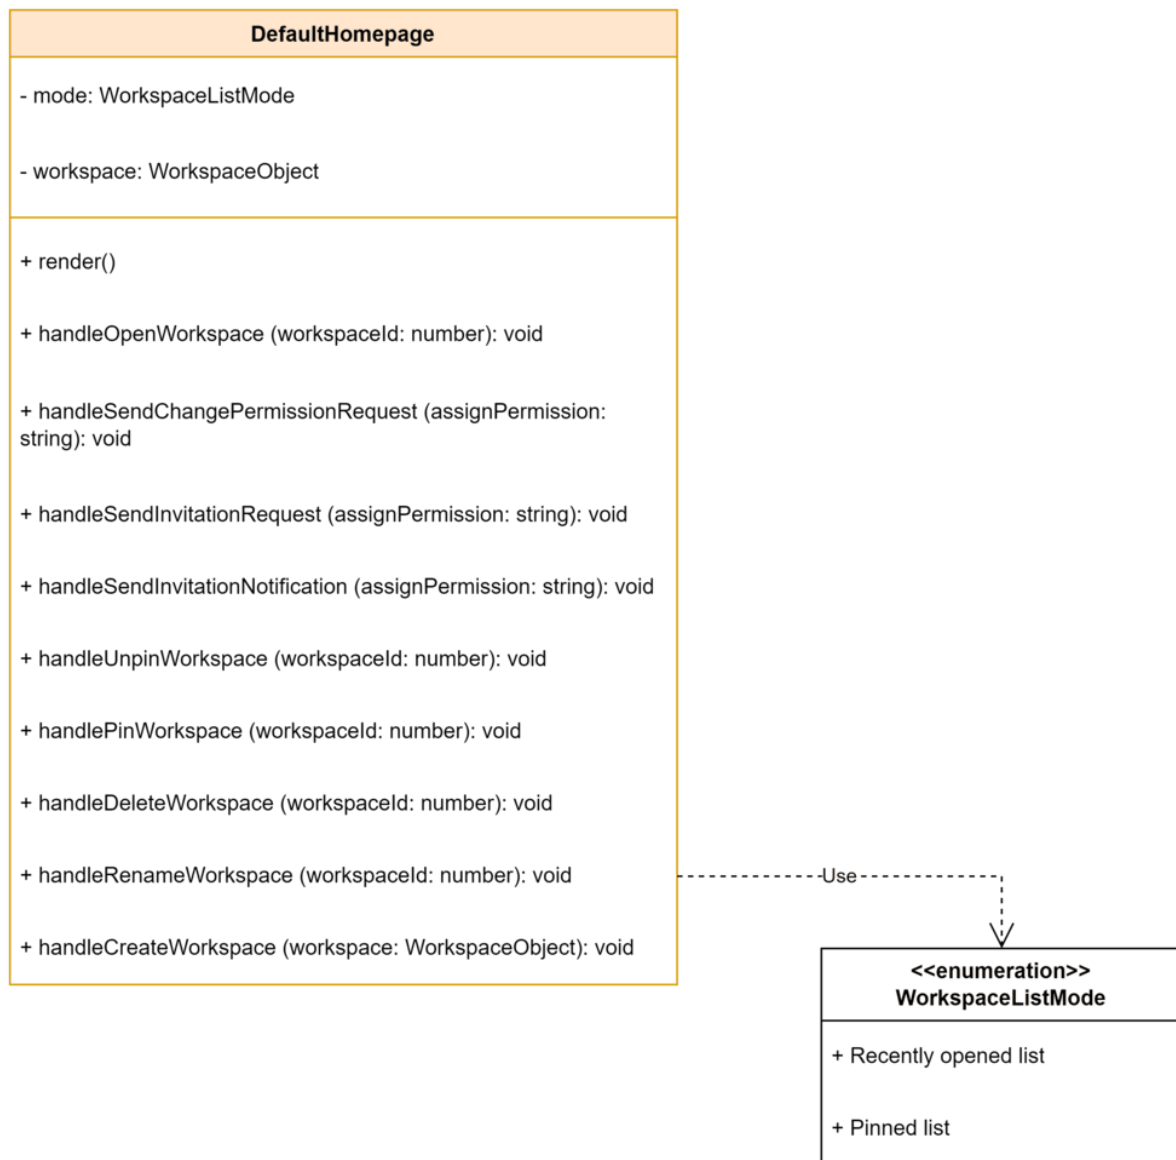 DefaultHomepage
- mode: WorkspaceListMode
- workspace: WorkspaceObject
+ render()
+ handleOpenWorkspace (workspaceId: number): void
+ handleSendChangePermissionRequest (assignPermission:
string): void
+ handleSendInvitationRequest (assignPermission: string): void
+ handleSendInvitationNotification (assignPermission: string): void
+ handleUnpinWorkspace (workspaceId: number): void
+ handlePinWorkspace (workspaceId: number): void
+ handleDeleteWorkspace (workspaceId: number): void
+ handleRenameWorkspace (workspaceId: number): void
Use
+ handleCreateWorkspace (workspace: WorkspaceObject): void
<<enumeration>>
WorkspaceListMode
+ Recently opened list
+ Pinned list